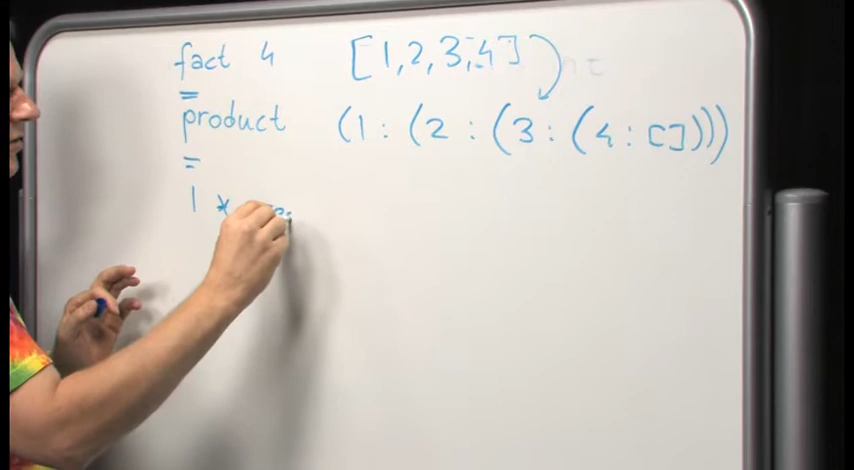 fact 4 [1,2,3,4]
=
product (1 : (2 : (3 : (4 : [])))
=
1 *